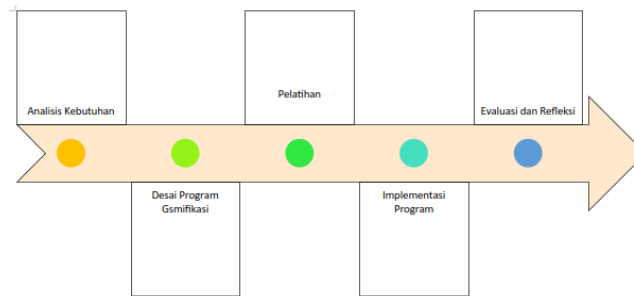 Analisis Kebutuhan
Desai Program
Gsmifikasi
Pelatihan
Implementasi
Program
Evaluasi dan Refleksi